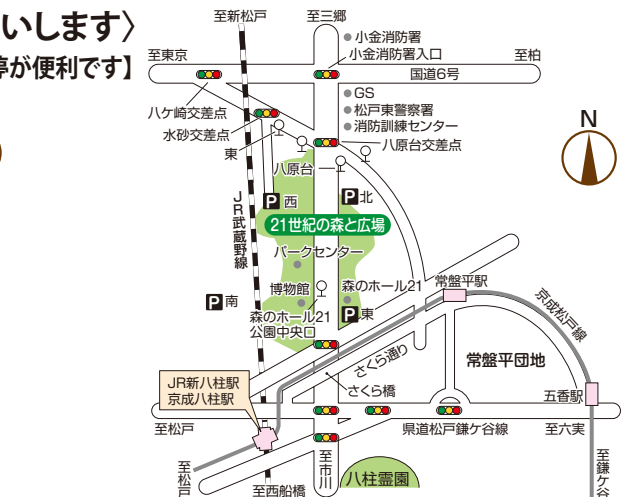 いします〉
停が便利です】
至新松戸
至三郷
小金消防署
小金消防署入口
至東京
至柏
国道6号
八ケ崎交差点
GS
松戸東警察署
消防訓練センター
水砂交差点
東
八原台交差点
N
八原台
P 西
P 北
JR武蔵野線
21世紀の森と広場
パークセンター
博物館
森のホール21
常盤平駅
P 南
森のホール21
公園中央口
P 東
京成松戸線
さくら通り
常盤平団地
さくら橋
JR新八柱駅
京成八柱駅
五香駅
至松戸
県道松戸鎌ケ谷線
至六実
至松戸
至西船橋
至市川
八柱霊園
至鎌ケ谷